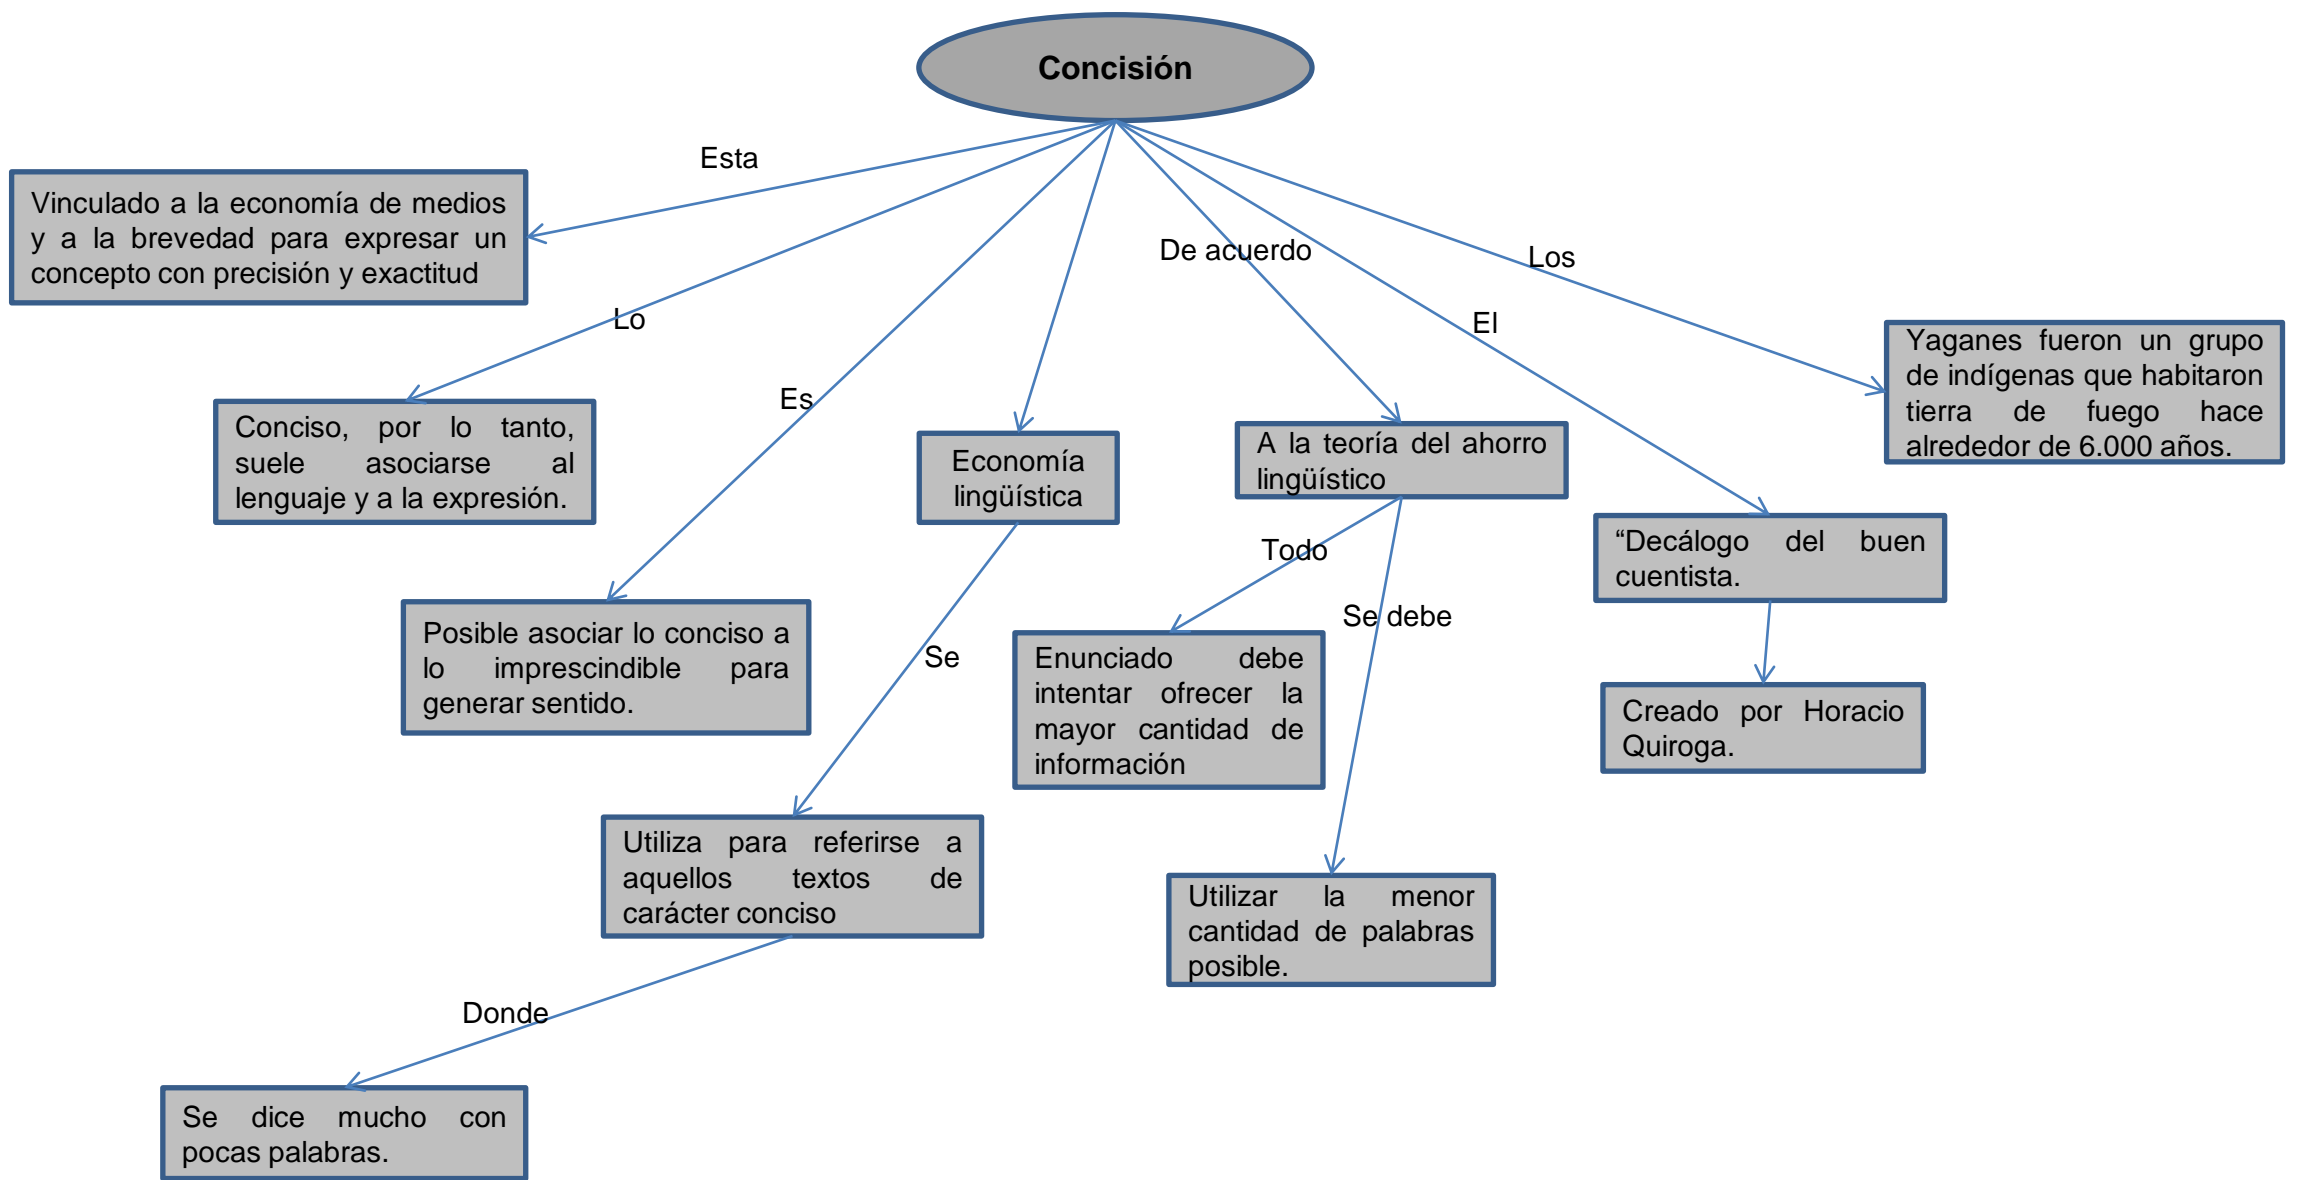 Concisión
Esta
Vinculado a la economía de medios
y a la brevedad para expresar un
concepto con precisión y exactitud
Lo
Conciso, por lo tanto,
suele asociarse al
lenguaje y a la expresión.
Es
Posible asociar lo conciso a
lo imprescindible para
generar sentido.
Economía
lingüística
Se
Utiliza para referirse a
aquellos textos de
carácter conciso
Donde
Se dice mucho con
pocas palabras.
De acuerdo
A la teoría del ahorro
lingüístico
Todo
Enunciado debe
intentar ofrecer la
mayor cantidad de
información
Se debe
Utilizar la menor
cantidad de palabras
posible.
El
“Decálogo del buen
cuentista.
Creado por Horacio
Quiroga.
Los
Yaganes fueron un grupo
de indígenas que habitaron
tierra de fuego hace
alrededor de 6.000 años.